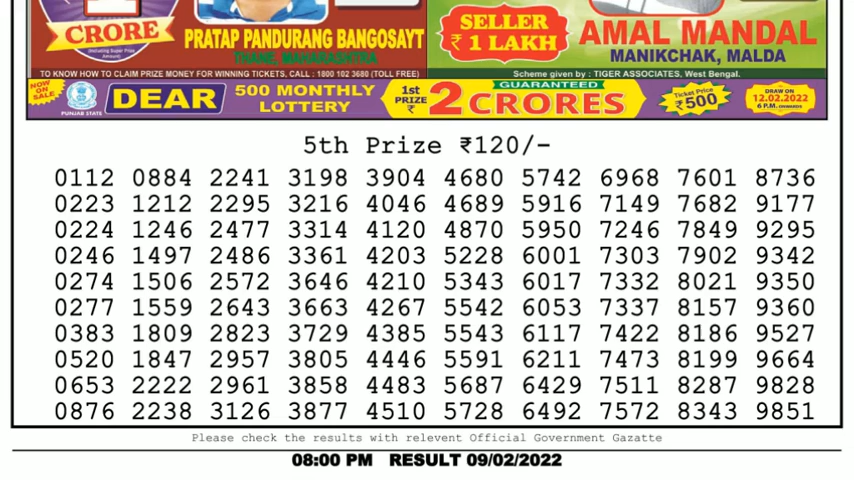 CRORE
(Including Super Prize Amount)
PRATAP PANDURANG BANGOSAYT
THANE, MAHARASHTRA
SELLER
₹ 1 LAKH
AMAL MANDAL
MANIKCHAK, MALDA
TO KNOW HOW TO CLAIM PRIZE MONEY FOR WINNING TICKETS, CALL : 1800 102 3680 (TOLL FREE)
Scheme given by : TIGER ASSOCIATES, West Bengal.
NOW ON SALE
PUNJAB STATE
DEAR
500 MONTHLY
LOTTERY
1st
PRIZE
₹
2 CRORES
GUARANTEED
Ticket Price
₹500
DRAW ON
12.02.2022
6 P.M. ONWARDS
5th Prize ₹120/-
0112 0884 2241 3198 3904 4680 5742 6968 7601 8736
0223 1212 2295 3216 4046 4689 5916 7149 7682 9177
0224 1246 2477 3314 4120 4870 5950 7246 7849 9295
0246 1497 2486 3361 4203 5228 6001 7303 7902 9342
0274 1506 2572 3646 4210 5343 6017 7332 8021 9350
0277 1559 2643 3663 4267 5542 6053 7337 8157 9360
0383 1809 2823 3729 4385 5543 6117 7422 8186 9527
0520 1847 2957 3805 4446 5591 6211 7473 8199 9664
0653 2222 2961 3858 4483 5687 6429 7511 8287 9828
0876 2238 3126 3877 4510 5728 6492 7572 8343 9851
Please check the results with relevent Official Government Gazatte
08:00 PM RESULT 09/02/2022